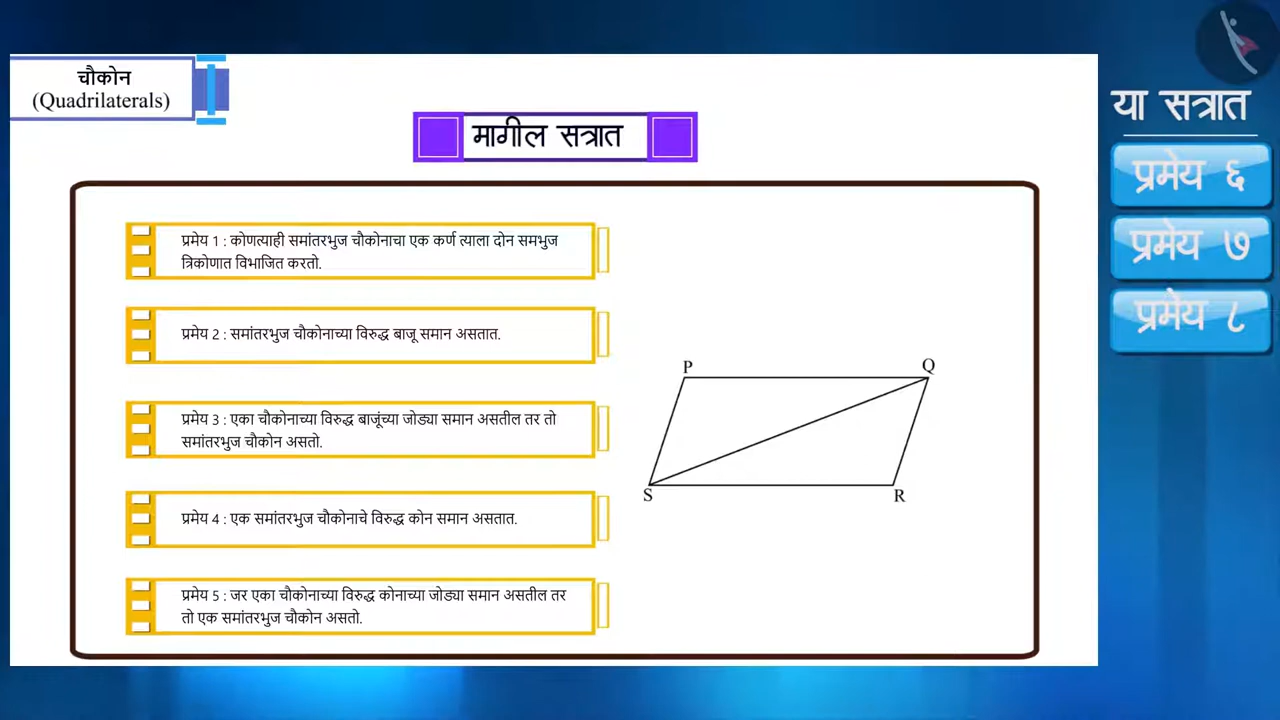 चौकोन
(Quadrilaterals)
मागील सत्रात
प्रमेय 1 : कोणत्याही समांतरभुज चौकोनाचा एक कर्ण त्याला दोन समभुज
त्रिकोणात विभाजित करतो.
प्रमेय 2 : समांतरभुज चौकोनाच्या विरुद्ध बाजू समान असतात.
प्रमेय 3 : एका चौकोनाच्या विरुद्ध बाजूंच्या जोड्या समान असतील तर तो
समांतरभुज चौकोन असतो.
प्रमेय 4 : एक समांतरभुज चौकोनाचे विरुद्ध कोन समान असतात.
प्रमेय 5 : जर एका चौकोनाच्या विरुद्ध कोनाच्या जोड्या समान असतील तर
तो एक समांतरभुज चौकोन असतो.
P
Q
S
R
या सत्रात
प्रमेय ६
प्रमेय ७
प्रमेय ८